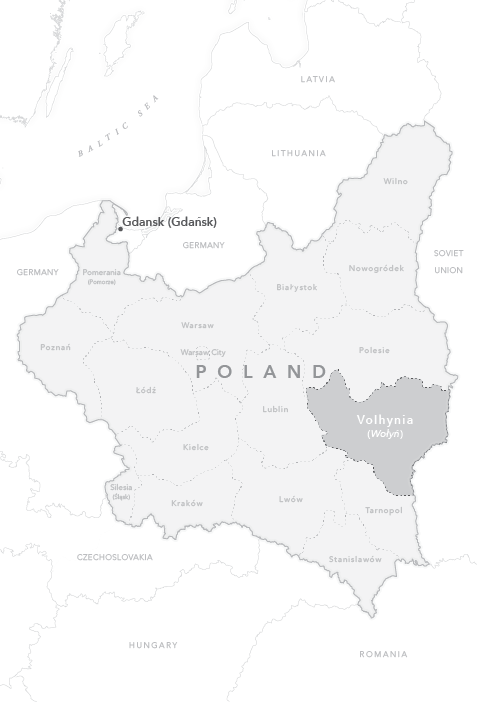 LATVIA
BALTIC SEA
LITHUANIA
Wilno
Gdansk (Gdańsk)
GERMANY
SOVIET
UNION
GERMANY
Pomerania
(Pomorze)
Nowogródek
Białystok
Warsaw
Poznań
Warsaw, City
Polesie
POLAND
Łódź
Lublin
Volhynia
(Wołyń)
Kielce
Silesia
(Śląsk)
Kraków
Lwów
Tarnopol
CZECHOSLOVAKIA
Stanisławów
HUNGARY
ROMANIA